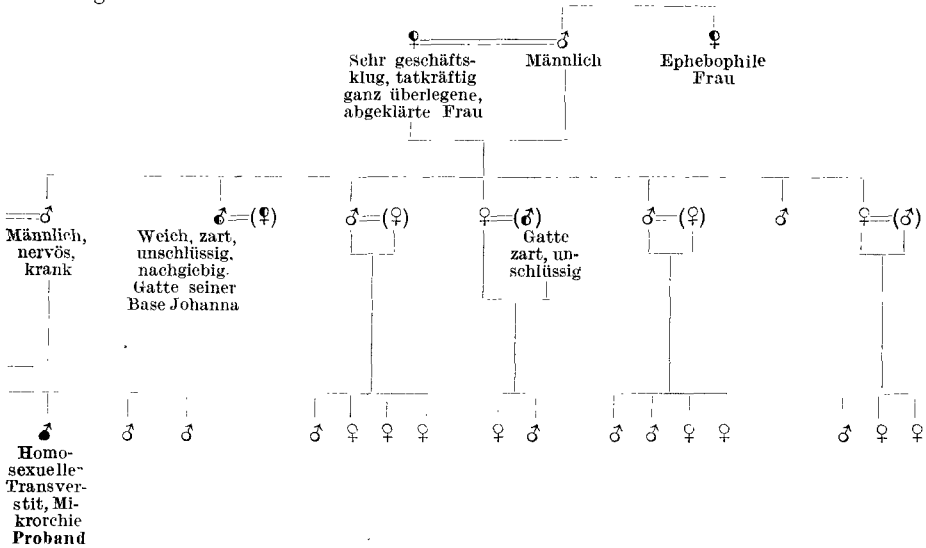 Sehr geschäfts-
klug, tatkräftig
ganz überlegene,
abgeklärte Frau
Männlich
Ephebophile
Frau
Männlich,
nervös,
krank
Weich, zart,
unschlüssig,
nachgiebig.
Gatte seiner
Base Johanna
Gatte
zart, un-
schlüssig
Homo-
sexuelle-
Transver-
stit, Mi-
krorchie
Proband